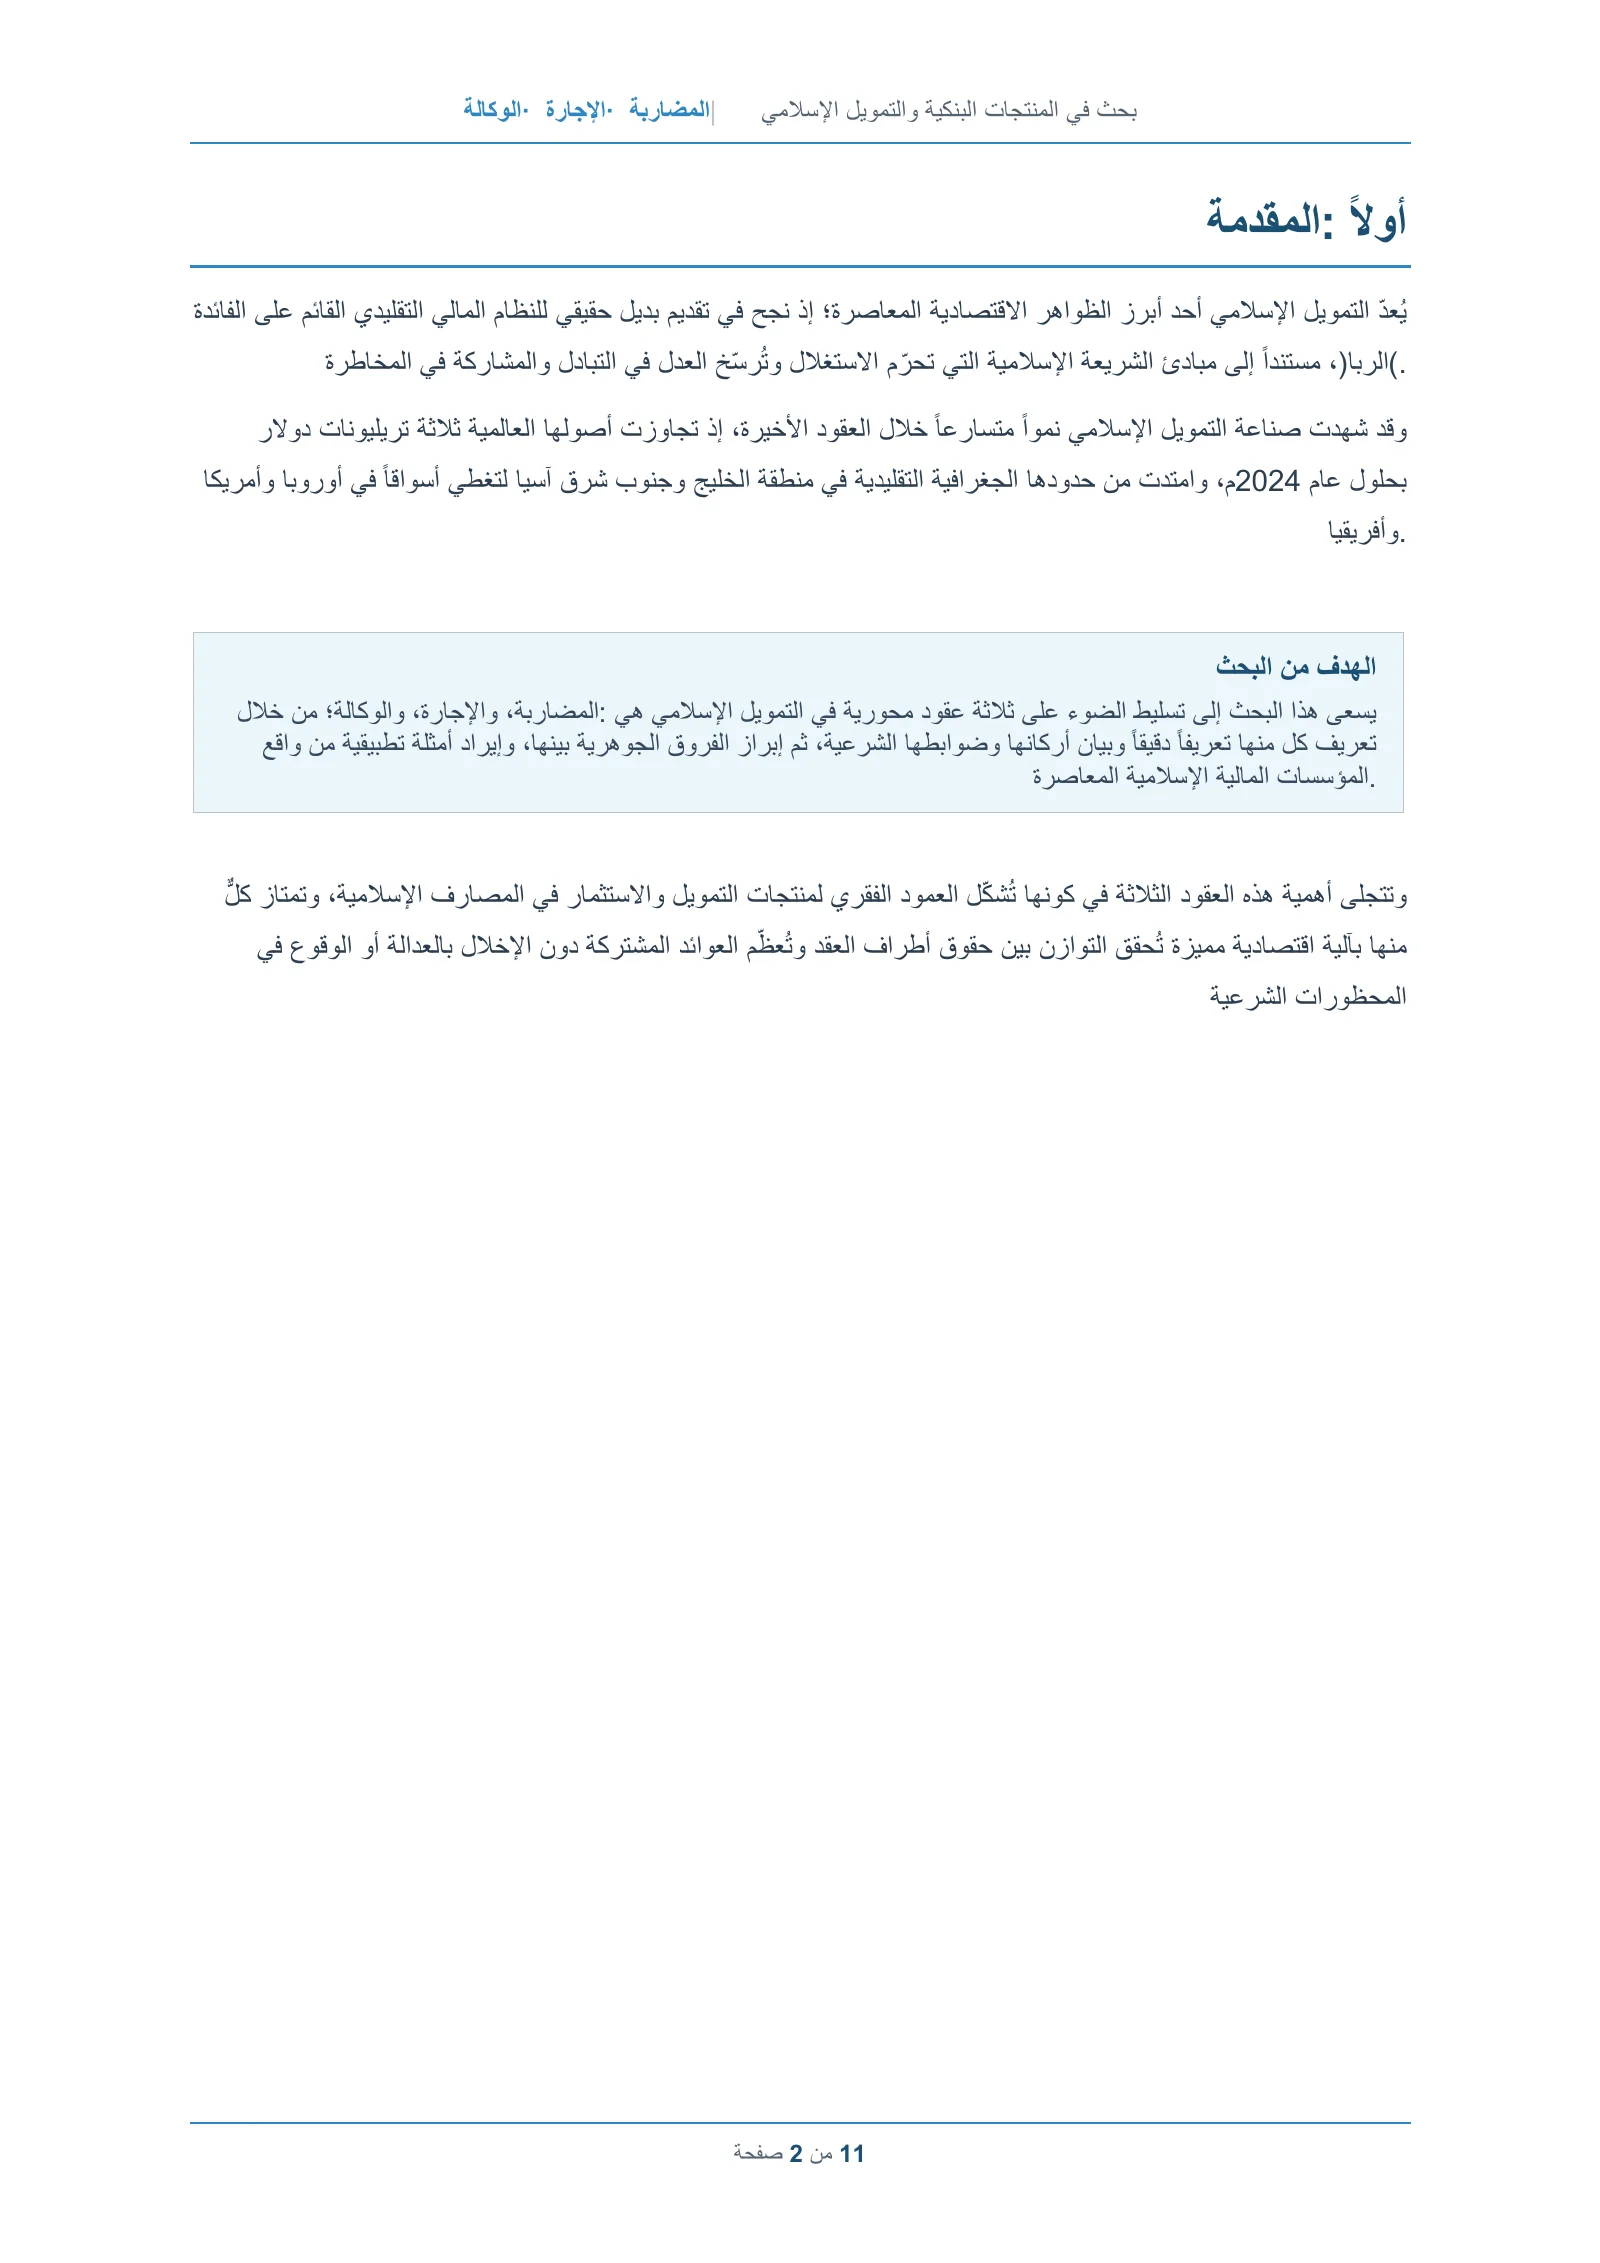 بحث في المنتجات البنكية والتمويل الإسلامي | المضاربة · الإجارة · الوكالة
أولاً :المقدمة
يُعدّ التمويل الإسلامي أحد أبرز الظواهر الاقتصادية المعاصرة؛ إذ نجح في تقديم بديل حقيقي للنظام المالي التقليدي القائم على الفائدة
.)الربا(، مستنداً إلى مبادئ الشريعة الإسلامية التي تحرّم الاستغلال وتُرسّخ العدل في التبادل والمشاركة في المخاطرة
وقد شهدت صناعة التمويل الإسلامي نمواً متسارعاً خلال العقود الأخيرة، إذ تجاوزت أصولها العالمية ثلاثة تريليونات دولار
بحلول عام 2024م، وامتدت من حدودها الجغرافية التقليدية في منطقة الخليج وجنوب شرق آسيا لتغطي أسواقاً في أوروبا وأمريكا
.وأفريقيا
الهدف من البحث
يسعى هذا البحث إلى تسليط الضوء على ثلاثة عقود محورية في التمويل الإسلامي هي :المضاربة، والإجارة، والوكالة؛ من خلال
تعريف كل منها تعريفاً دقيقاً وبيان أركانها وضوابطها الشرعية، ثم إبراز الفروق الجوهرية بينها، وإيراد أمثلة تطبيقية من واقع
.المؤسسات المالية الإسلامية المعاصرة
وتتجلى أهمية هذه العقود الثلاثة في كونها تُشكّل العمود الفقري لمنتجات التمويل والاستثمار في المصارف الإسلامية، وتمتاز كلٌّ
منها بآلية اقتصادية مميزة تُحقق التوازن بين حقوق أطراف العقد وتُعظّم العوائد المشتركة دون الإخلال بالعدالة أو الوقوع في
المحظورات الشرعية
11 من 2 صفحة